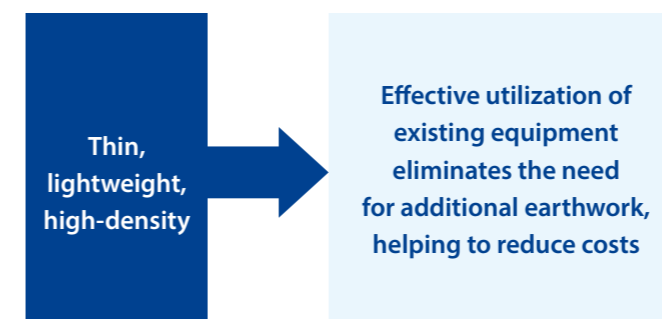 Thin,
lightweight,
high-density
Effective utilization of
existing equipment
eliminates the need
for additional earthwork,
helping to reduce costs